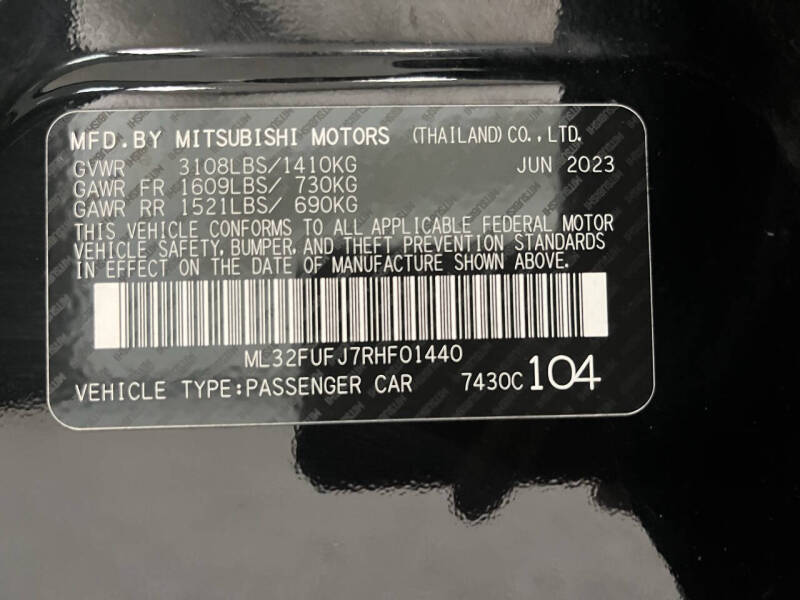 MFD.BY MITSUBISHI MOTORS (THAILAND) CO.,LTD.
GVWR 3108LBS/1410KG JUN 2023
GAWR FR 1609LBS/ 730KG
GAWR RR 1521LBS/ 690KG
THIS VEHICLE CONFORMS TO ALL APPLICABLE FEDERAL MOTOR
VEHICLE SAFETY, BUMPER, AND THEFT PREVENTION STANDARDS
IN EFFECT ON THE DATE OF MANUFACTURE SHOWN ABOVE.
ML32FUFJ7RHF01440
VEHICLE TYPE:PASSENGER CAR 7430C 104